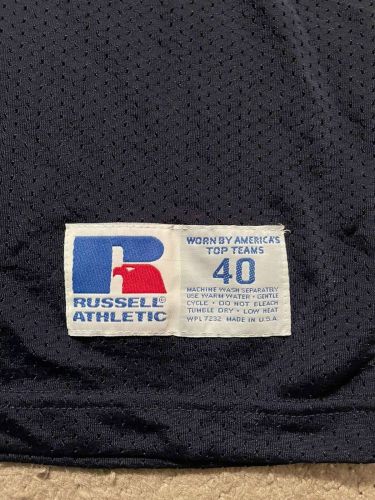 R
RUSSELL®
ATHLETIC
WORN BY AMERICA'S
TOP TEAMS
40
MACHINE WASH SEPARATELY
USE WARM WATER • GENTLE
CYCLE • DO NOT BLEACH
TUMBLE DRY • LOW HEAT
WPL 7232 MADE IN U.S.A.